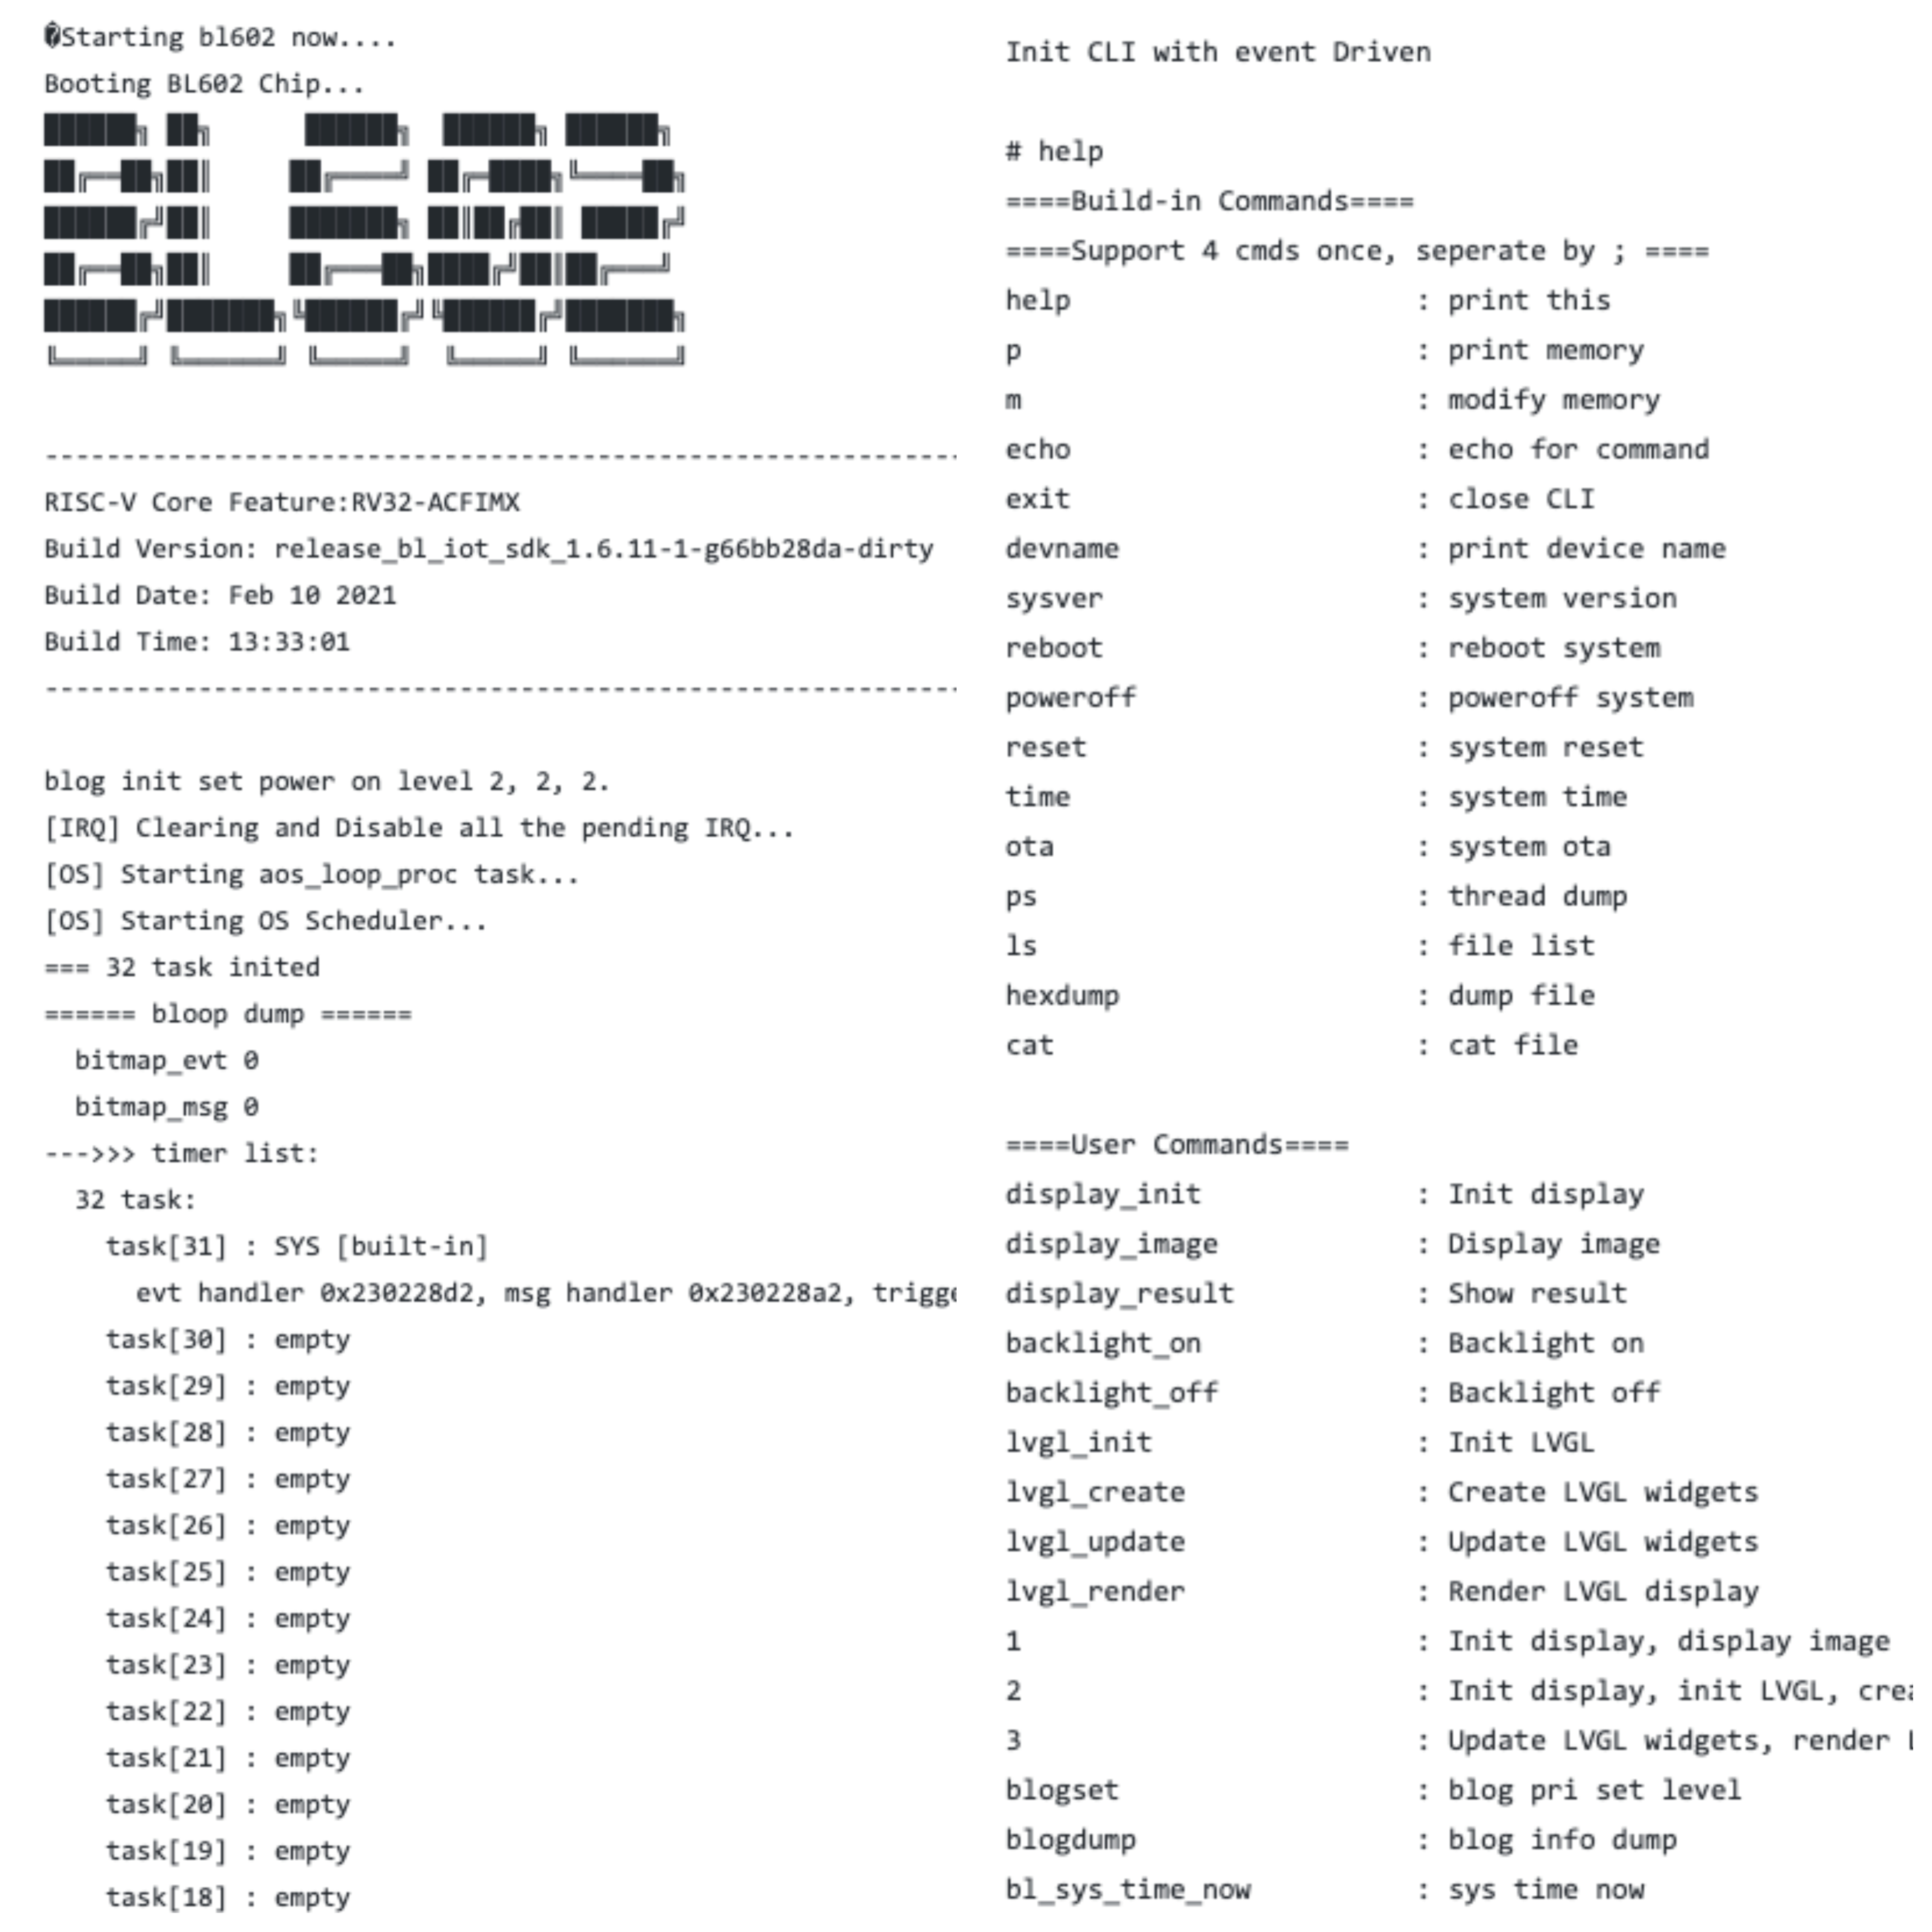 �Starting bl602 now....
Booting BL602 Chip...
██████╗ ██╗      ██████╗  ██████╗ ██████╗
██╔══██╗██║     ██╔════╝ ██╔═████╗╚════██╗
██████╔╝██║     ███████╗ ██║██╔██║ █████╔╝
██╔══██╗██║     ██╔═══██╗████╔╝██║██╔═══╝
██████╔╝███████╗╚██████╔╝╚██████╔╝███████╗
╚═════╝ ╚══════╝ ╚═════╝  ╚═════╝ ╚══════╝
------------------------------------------------------------
RISC-V Core Feature:RV32-ACFIMX
Build Version: release_bl_iot_sdk_1.6.11-1-g66bb28da-dirty
Build Date: Feb 10 2021
Build Time: 13:33:01
------------------------------------------------------------
blog init set power on level 2, 2, 2.
[IRQ] Clearing and Disable all the pending IRQ...
[OS] Starting aos_loop_proc task...
[OS] Starting OS Scheduler...
=== 32 task inited
====== bloop dump ======
  bitmap_evt 0
  bitmap_msg 0
--->>> timer list:
  32 task:
    task[31] : SYS [built-in]
      evt handler 0x230228d2, msg handler 0x230228a2, trigge
    task[30] : empty
    task[29] : empty
    task[28] : empty
    task[27] : empty
    task[26] : empty
    task[25] : empty
    task[24] : empty
    task[23] : empty
    task[22] : empty
    task[21] : empty
    task[20] : empty
    task[19] : empty
    task[18] : empty
Init CLI with event Driven
# help
====Build-in Commands====
====Support 4 cmds once, seperate by ; ====
help                     : print this
p                        : print memory
m                        : modify memory
echo                     : echo for command
exit                     : close CLI
devname                  : print device name
sysver                   : system version
reboot                   : reboot system
poweroff                 : poweroff system
reset                    : system reset
time                     : system time
ota                      : system ota
ps                       : thread dump
ls                       : file list
hexdump                  : dump file
cat                      : cat file
====User Commands====
display_init             : Init display
display_image            : Display image
display_result           : Show result
backlight_on             : Backlight on
backlight_off            : Backlight off
lvgl_init                : Init LVGL
lvgl_create              : Create LVGL widgets
lvgl_update              : Update LVGL widgets
lvgl_render              : Render LVGL display
1                        : Init display, display image
2                        : Init display, init LVGL, crea
3                        : Update LVGL widgets, render L
blogset                  : blog pri set level
blogdump                 : blog info dump
bl_sys_time_now          : sys time now